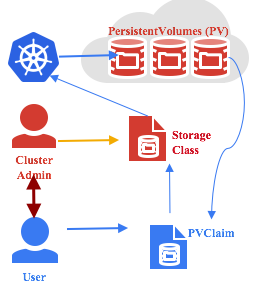 PersistentVolumes (PV)
Storage
Class
Cluster
Admin
PVClaim
User